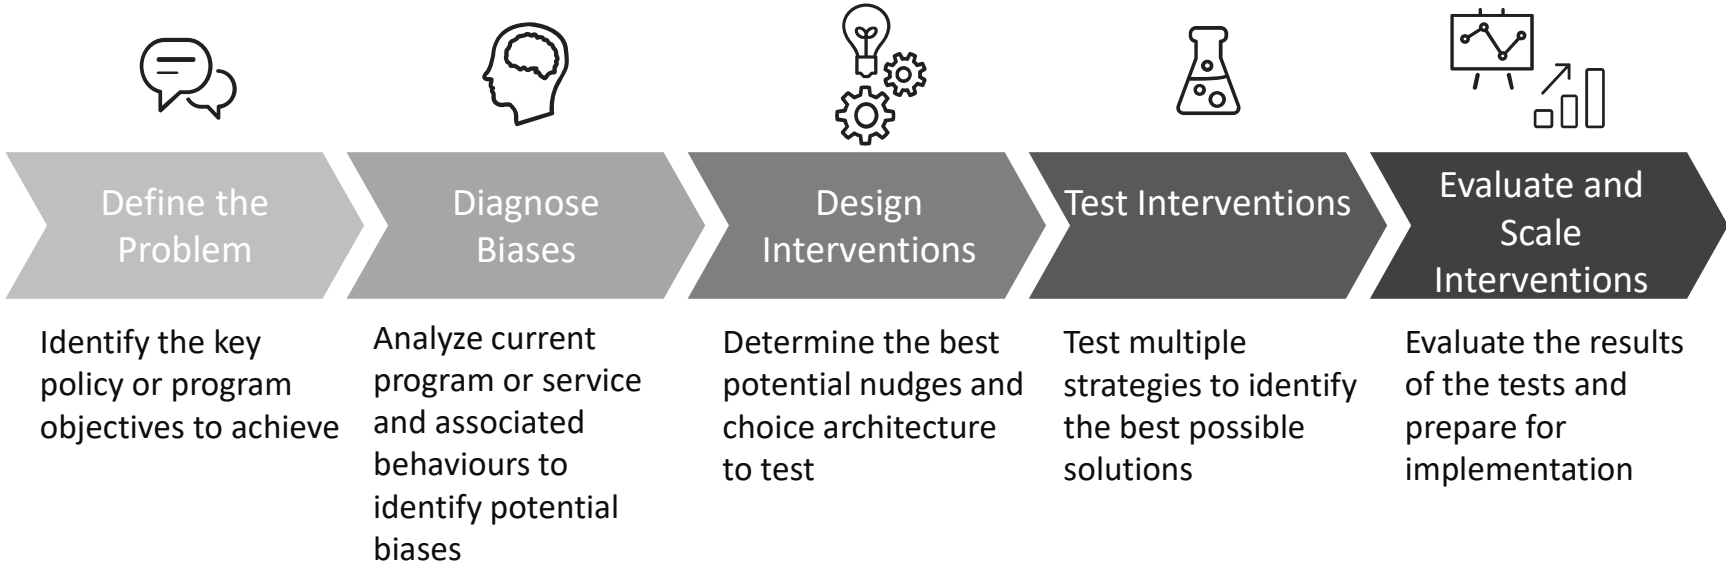 Define the
Problem
Diagnose
Biases
Design
Interventions
Test Interventions
Evaluate and
Scale
Interventions
Identify the key
policy or program
objectives to achieve
Analyze current
program or service
and associated
behaviours to
identify potential
biases
Determine the best
potential nudges and
choice architecture
to test
Test multiple
strategies to identify
the best possible
solutions
Evaluate the results
of the tests and
prepare for
implementation